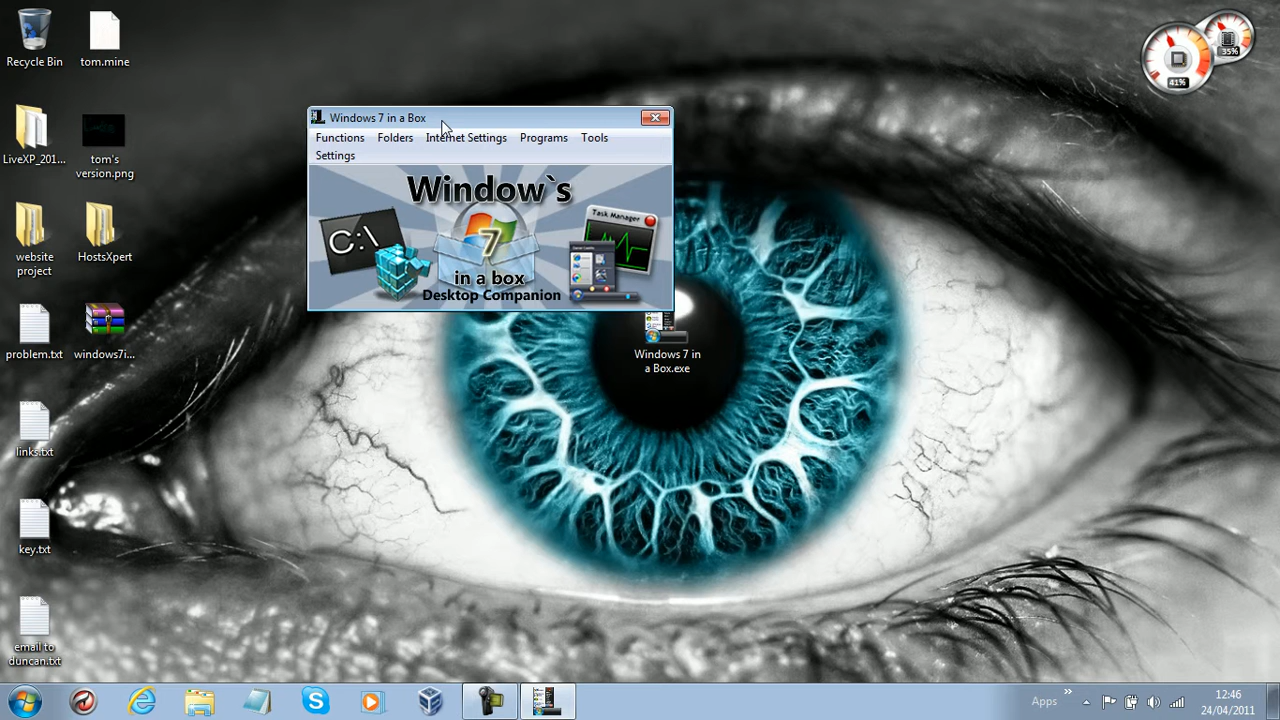 Recycle Bin
tom.mine
LiveXP_201...
tom's
version.png
website
project
HostsXpert
problem.txt
windows7i...
links.txt
key.txt
email to
duncan.txt
Windows 7 in a Box
Functions Folders Internet Settings Programs Tools
Settings
Window`s
C:\
7
Task Manager
in a box
Desktop Companion
Windows 7 in
a Box.exe
35%
41%
Apps
12:46
24/04/2011